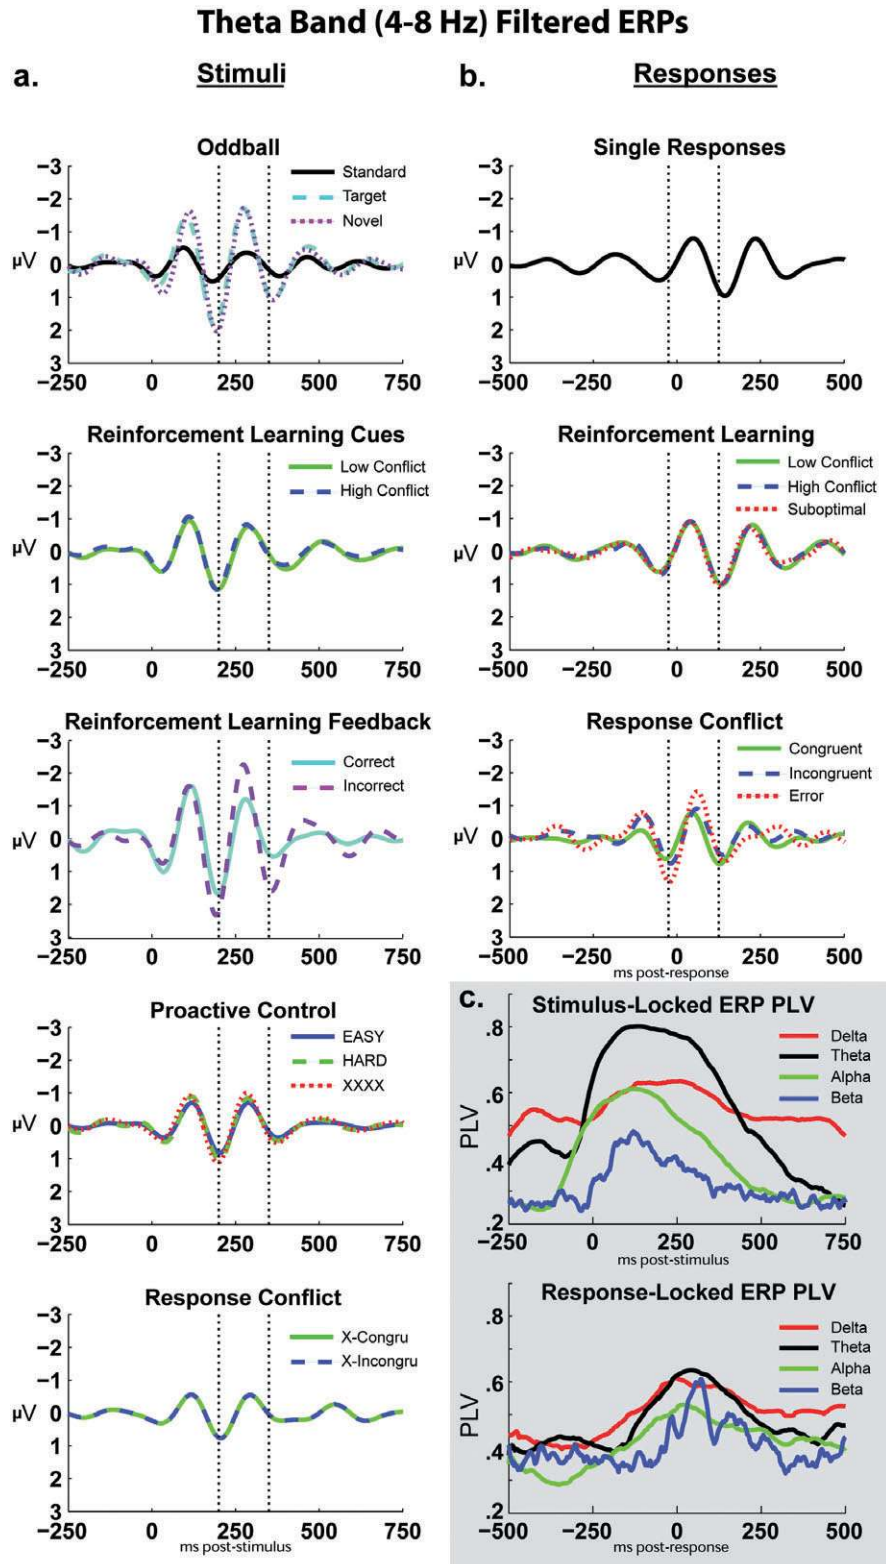 Theta Band (4-8 Hz) Filtered ERPs
a.
Stimuli
Oddball
−3
−2
−1
µV
0
1
2
3
Standard
Target
Novel
−250 0 250 500 750
Reinforcement Learning Cues
−3
−2
−1
µV
0
1
2
3
Low Conflict
High Conflict
−250 0 250 500 750
Reinforcement Learning Feedback
−3
−2
−1
µV
0
1
2
3
Correct
Incorrect
−250 0 250 500 750
Proactive Control
−3
−2
−1
µV
0
1
2
3
EASY
HARD
XXXX
−250 0 250 500 750
Response Conflict
−3
−2
−1
µV
0
1
2
3
X-Congru
X-Incongru
−250 0 250 500 750
ms post-stimulus
b.
Responses
Single Responses
−3
−2
−1
µV
0
1
2
3
−500 −250 0 250 500
Reinforcement Learning
−3
−2
−1
µV
0
1
2
3
Low Conflict
High Conflict
Suboptimal
−500 −250 0 250 500
Response Conflict
−3
−2
−1
µV
0
1
2
3
Congruent
Incongruent
Error
−500 −250 0 250 500
ms post-response
c.
Stimulus-Locked ERP PLV
.8
.6
PLV
.4
.2
Delta
Theta
Alpha
Beta
−250 0 250 500 750
ms post-stimulus
Response-Locked ERP PLV
.8
.6
PLV
.4
.2
Delta
Theta
Alpha
Beta
−500 −250 0 250 500
ms post-response